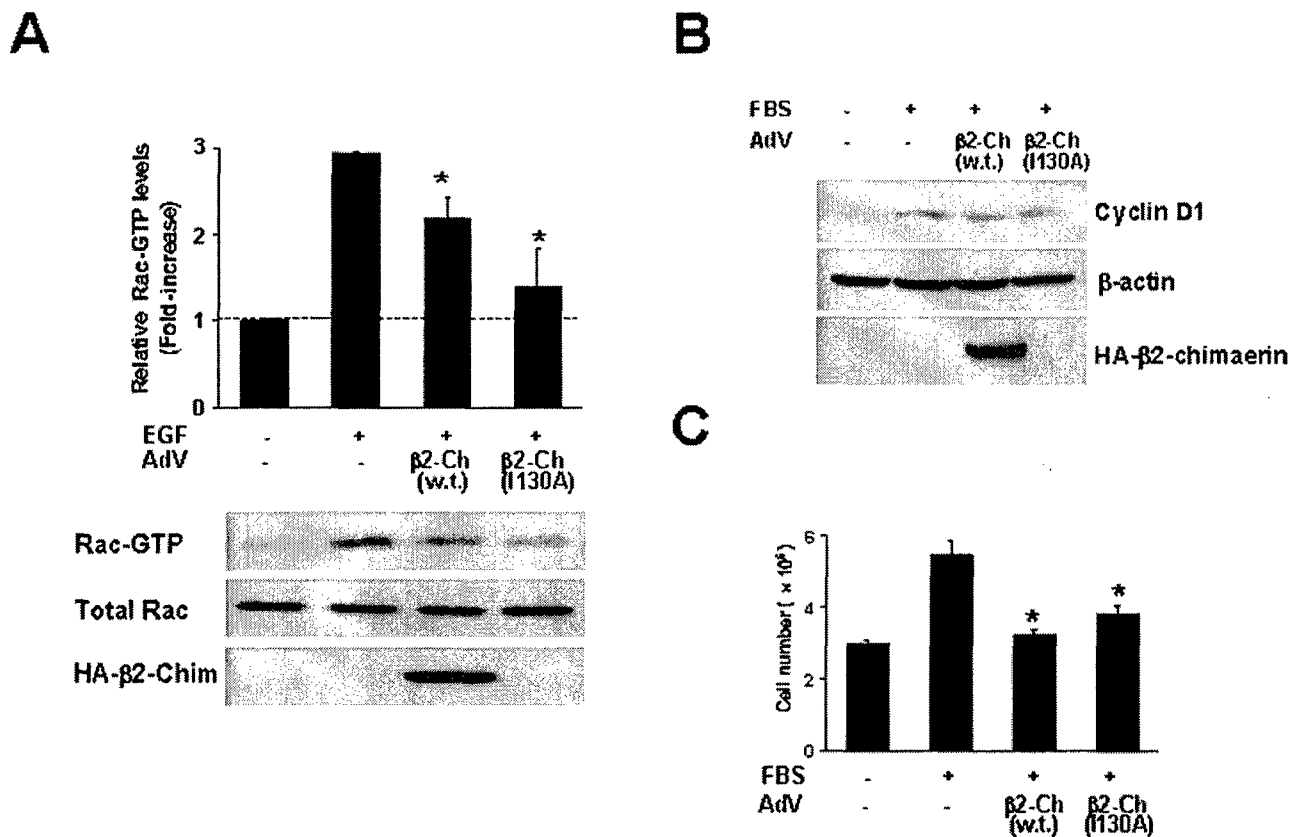 A
Relative Rac-GTP levels
(Fold-increase)
3
2
1
0
*
*
EGF - + + +
AdV - - β2-Ch (w.t.) β2-Ch (I130A)
Rac-GTP
Total Rac
HA-β2-Chim
B
FBS - + + +
AdV - - β2-Ch (w.t.) β2-Ch (I130A)
Cyclin D1
β-actin
HA-β2-chimaerin
C
Cell number ( × 10⁵)
6
4
2
0
*
*
FBS - + + +
AdV - - β2-Ch (w.t.) β2-Ch (I130A)